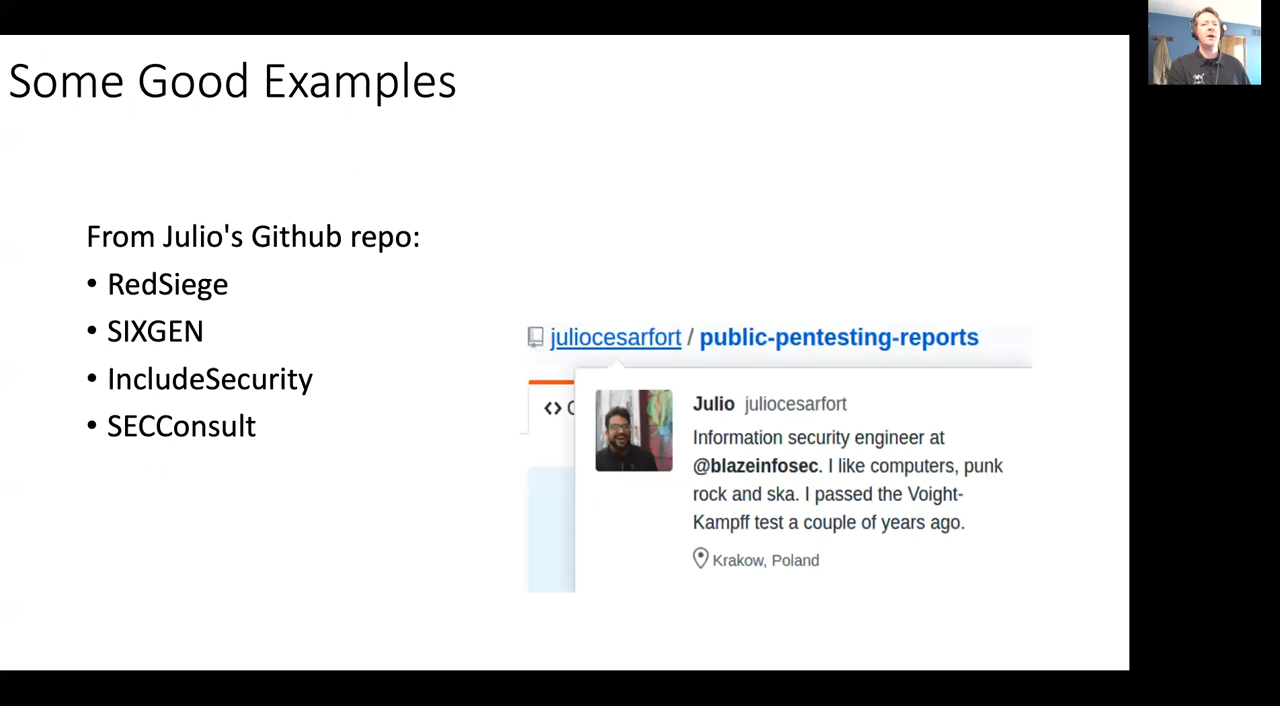 Some Good Examples
From Julio's Github repo:
• RedSiege
• SIXGEN
• IncludeSecurity
• SECConsult
juliocesarfort / public-pentesting-reports
<> C
Julio juliocesarfort
Information security engineer at
@blazeinfosec. I like computers, punk
rock and ska. I passed the Voight-
Kampff test a couple of years ago.
Krakow, Poland